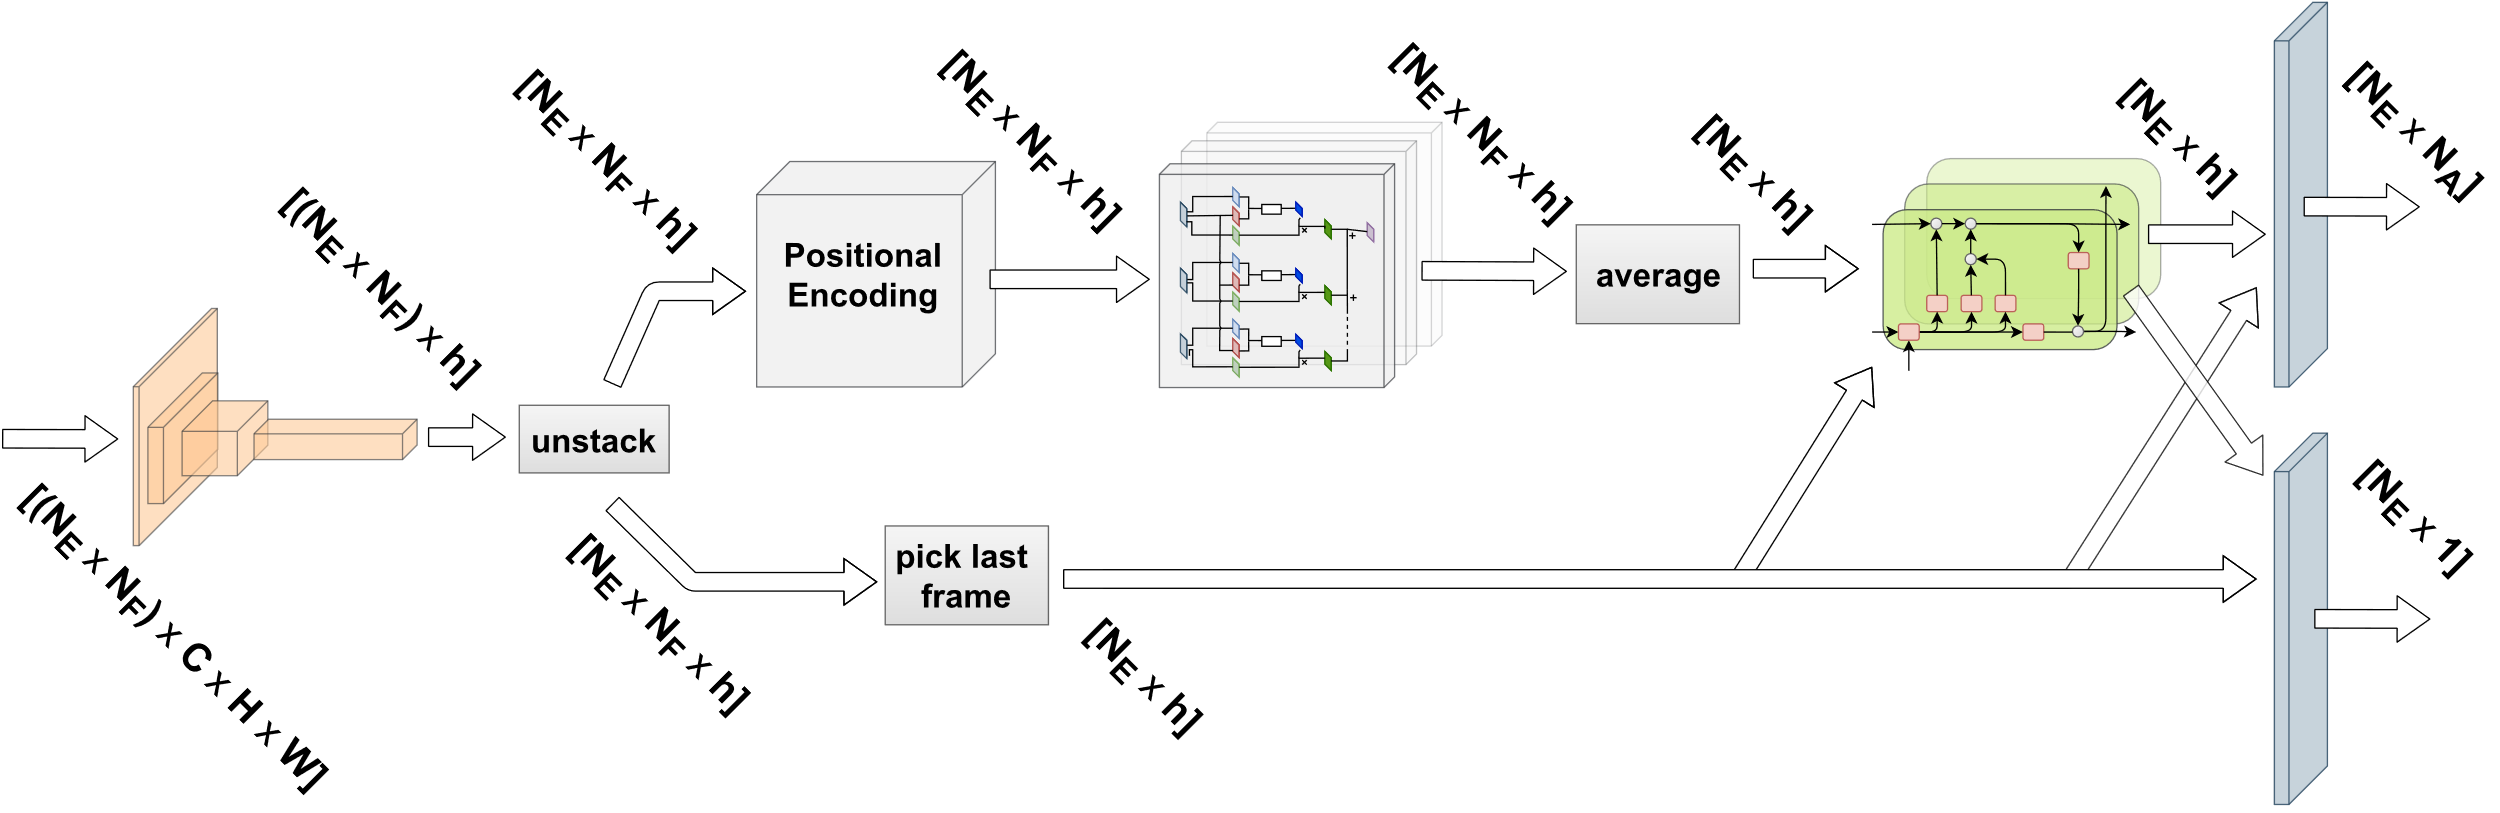 [(NE x NF) x C x H x W]
[(NE x NF) x h]
unstack
[NE x NF x h]
Positional
Encoding
[NE x NF x h]
+
x
+
x
x
[NE x NF x h]
average
[NE x h]
[NE x h]
[NE x NA]
[NE x NF x h]
pick last
frame
[NE x h]
[NE x 1]